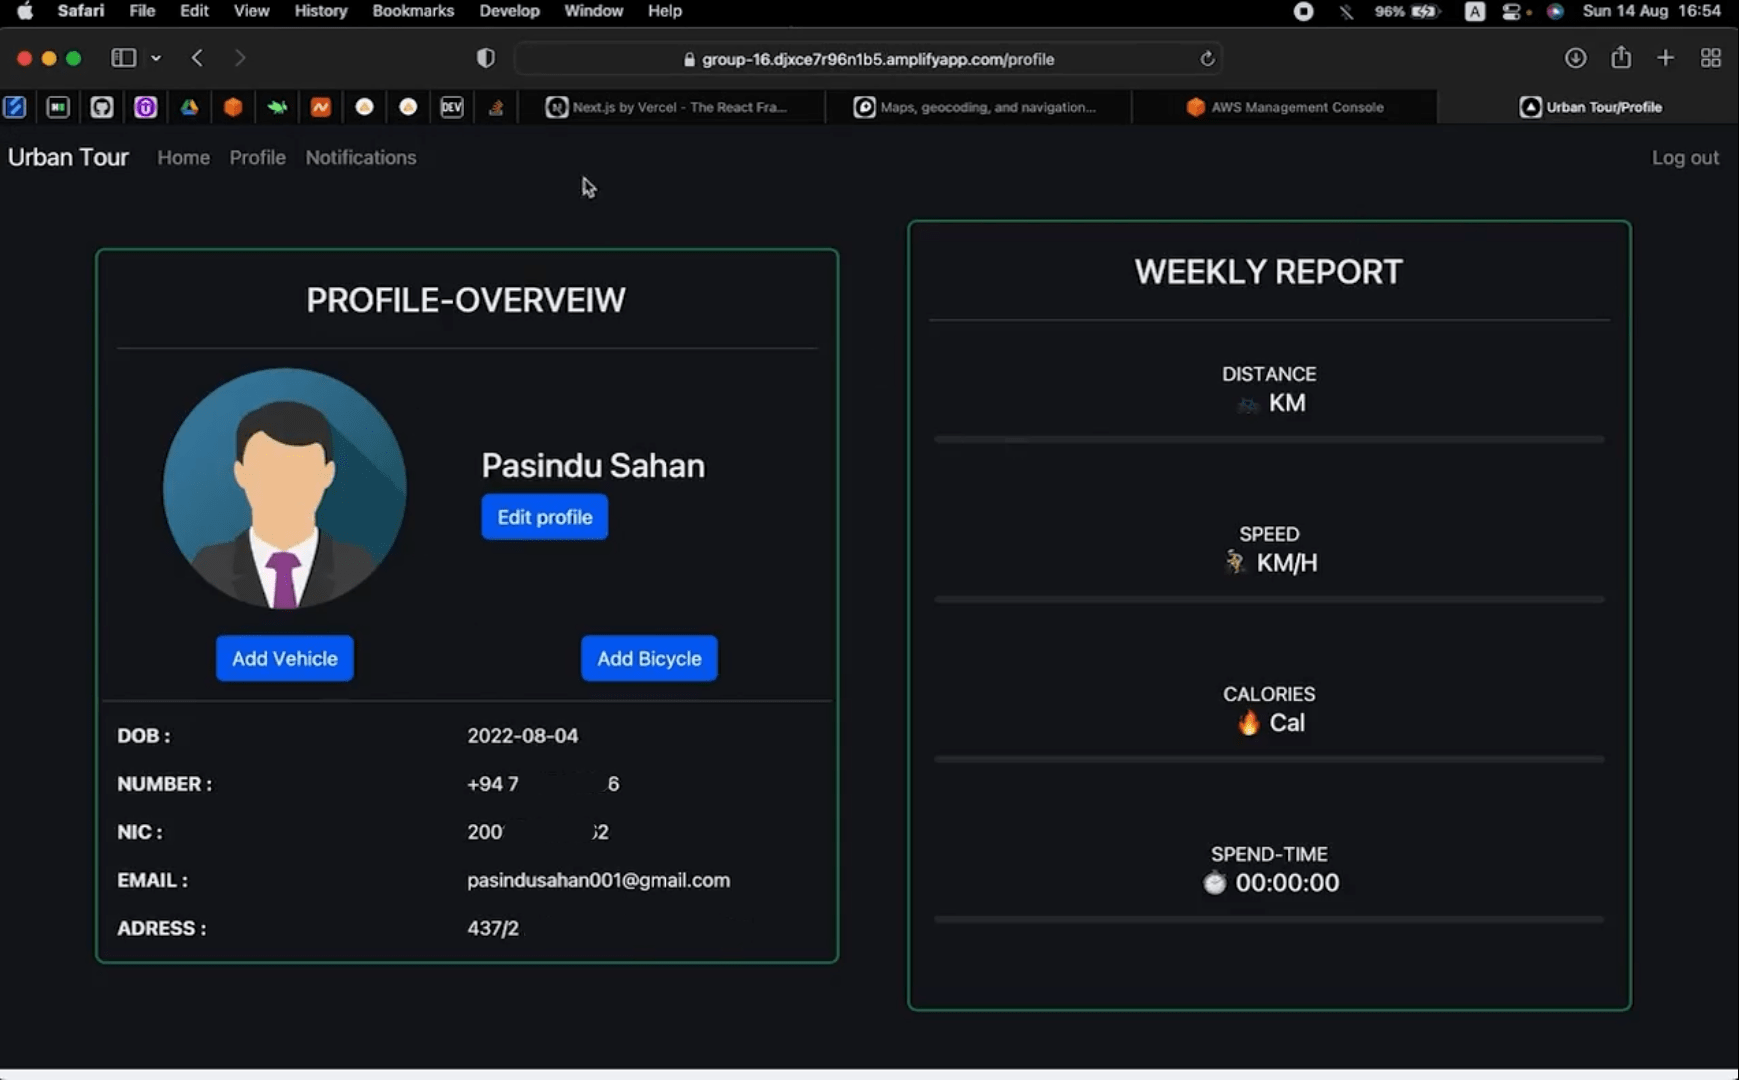 Safari File Edit View History Bookmarks Develop Window Help 96% A Sun 14 Aug 16:54
group-16.djxce7r96n1b5.amplifyapp.com/profile
DEV Next.js by Vercel - The React Fra... Maps, geocoding, and navigation... AWS Management Console Urban Tour/Profile
Urban Tour Home Profile Notifications Log out
PROFILE-OVERVEIW
Pasindu Sahan
Edit profile
Add Vehicle Add Bicycle
DOB : 2022-08-04
NUMBER : +94 7 6
NIC : 200 2
EMAIL : pasindusahan001@gmail.com
ADRESS : 437/2
WEEKLY REPORT
DISTANCE
KM
SPEED
KM/H
CALORIES
Cal
SPEND-TIME
00:00:00